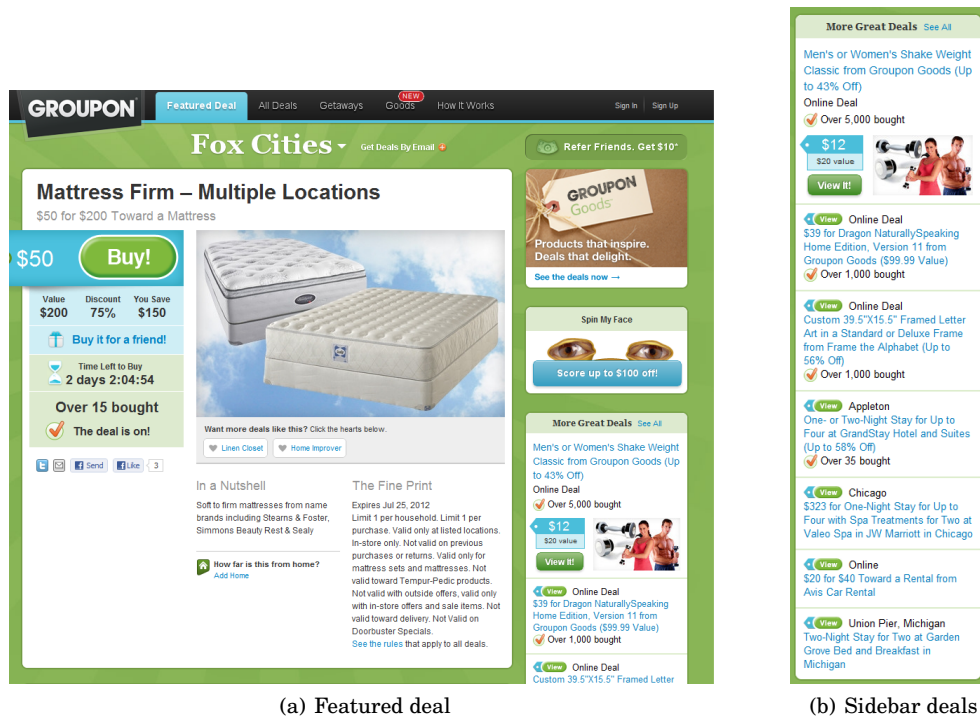 GROUPON
Featured Deal
All Deals
Getaways
Goods
NEW
How It Works
Sign In
Sign Up
Fox Cities
Get Deals By Email
Refer Friends. Get $10*
Mattress Firm – Multiple Locations
$50 for $200 Toward a Mattress
$50
Buy!
Value Discount You Save
$200 75% $150
Buy it for a friend!
Time Left to Buy
2 days 2:04:54
Over 15 bought
The deal is on!
Send
Like
3
Want more deals like this? Click the hearts below.
Linen Closet
Home Improver
In a Nutshell
Soft to firm mattresses from name
brands including Stearns & Foster,
Simmons Beauty Rest & Sealy
How far is this from home?
Add Home
The Fine Print
Expires Jul 25, 2012
Limit 1 per household. Limit 1 per
purchase. Valid only at listed locations.
In-store only. Not valid on previous
purchases or returns. Valid only for
mattress sets and mattresses. Not
valid toward Tempur-Pedic products.
Not valid with outside offers, valid only
with in-store offers and sale items. Not
valid toward delivery. Not Valid on
Doorbuster Specials.
See the rules that apply to all deals.
GROUPON
Goods
Products that inspire.
Deals that delight.
See the deals now →
Spin My Face
Score up to $100 off!
More Great Deals See All
Men's or Women's Shake Weight
Classic from Groupon Goods (Up
to 43% Off)
Online Deal
Over 5,000 bought
$12
$20 value
View It!
View Online Deal
$39 for Dragon NaturallySpeaking
Home Edition, Version 11 from
Groupon Goods ($99.99 Value)
Over 1,000 bought
View Online Deal
Custom 39.5"X15.5" Framed Letter
(a) Featured deal
More Great Deals See All
Men's or Women's Shake Weight
Classic from Groupon Goods (Up
to 43% Off)
Online Deal
Over 5,000 bought
$12
$20 value
View It!
View Online Deal
$39 for Dragon NaturallySpeaking
Home Edition, Version 11 from
Groupon Goods ($99.99 Value)
Over 1,000 bought
View Online Deal
Custom 39.5"X15.5" Framed Letter
Art in a Standard or Deluxe Frame
from Frame the Alphabet (Up to
56% Off)
Over 1,000 bought
View Appleton
One- or Two-Night Stay for Up to
Four at GrandStay Hotel and Suites
(Up to 58% Off)
Over 35 bought
View Chicago
$323 for One-Night Stay for Up to
Four with Spa Treatments for Two at
Valeo Spa in JW Marriott in Chicago
View Online
$20 for $40 Toward a Rental from
Avis Car Rental
View Union Pier, Michigan
Two-Night Stay for Two at Garden
Grove Bed and Breakfast in
Michigan
(b) Sidebar deals